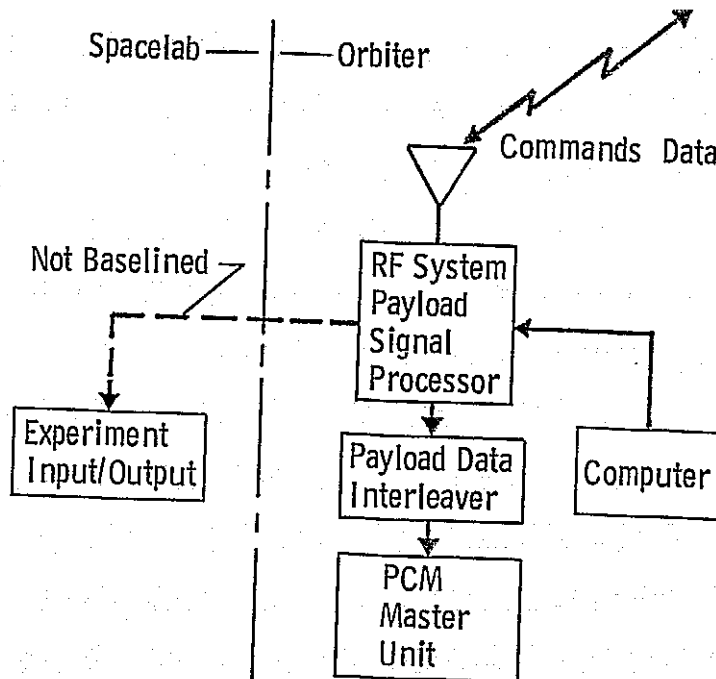 Spacelab
Orbiter
Commands Data
Not Baselined
RF System
Payload
Signal
Processor
Experiment
Input/Output
Payload Data
Interleaver
Computer
PCM
Master
Unit